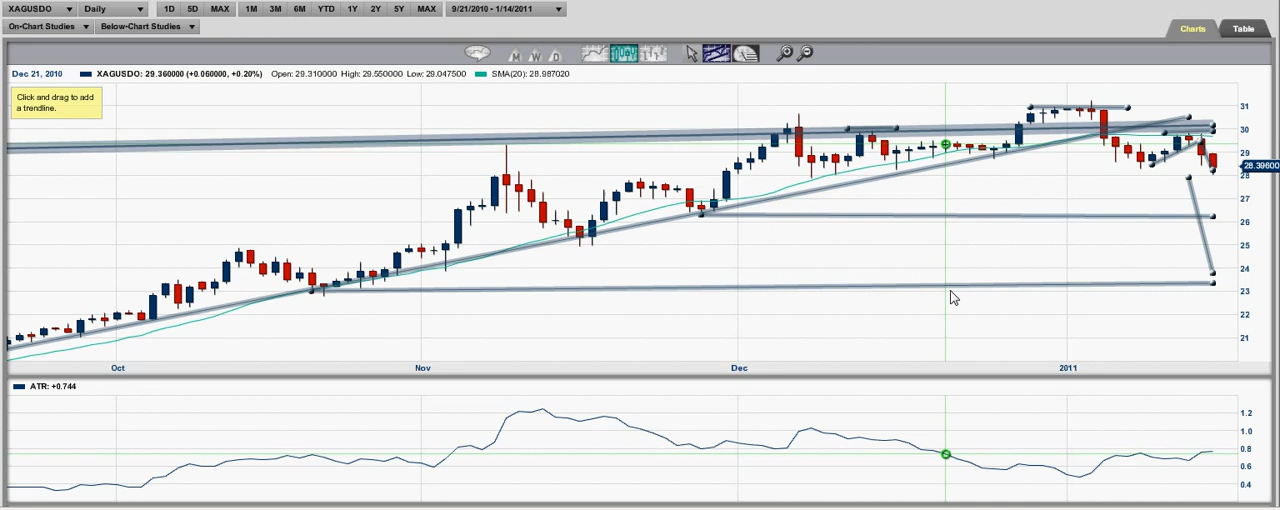 XAGUSDO Daily 1D 5D MAX 1M 3M 6M YTD 1Y 2Y 5Y MAX 9/21/2010 - 1/14/2011
On-Chart Studies Below-Chart Studies
Charts Table
M W D
Dec 21, 2010 XAGUSDO: 29.360000 (+0.060000, +0.20%) Open: 29.310000 High: 29.550000 Low: 29.047500 SMA(20): 28.987020
Click and drag to add
a trendline.
31
30
29
28.39600
28
27
26
25
24
23
22
21
Oct Nov Dec 2011
ATR: +0.744
1.2
1.0
0.8
0.6
0.4